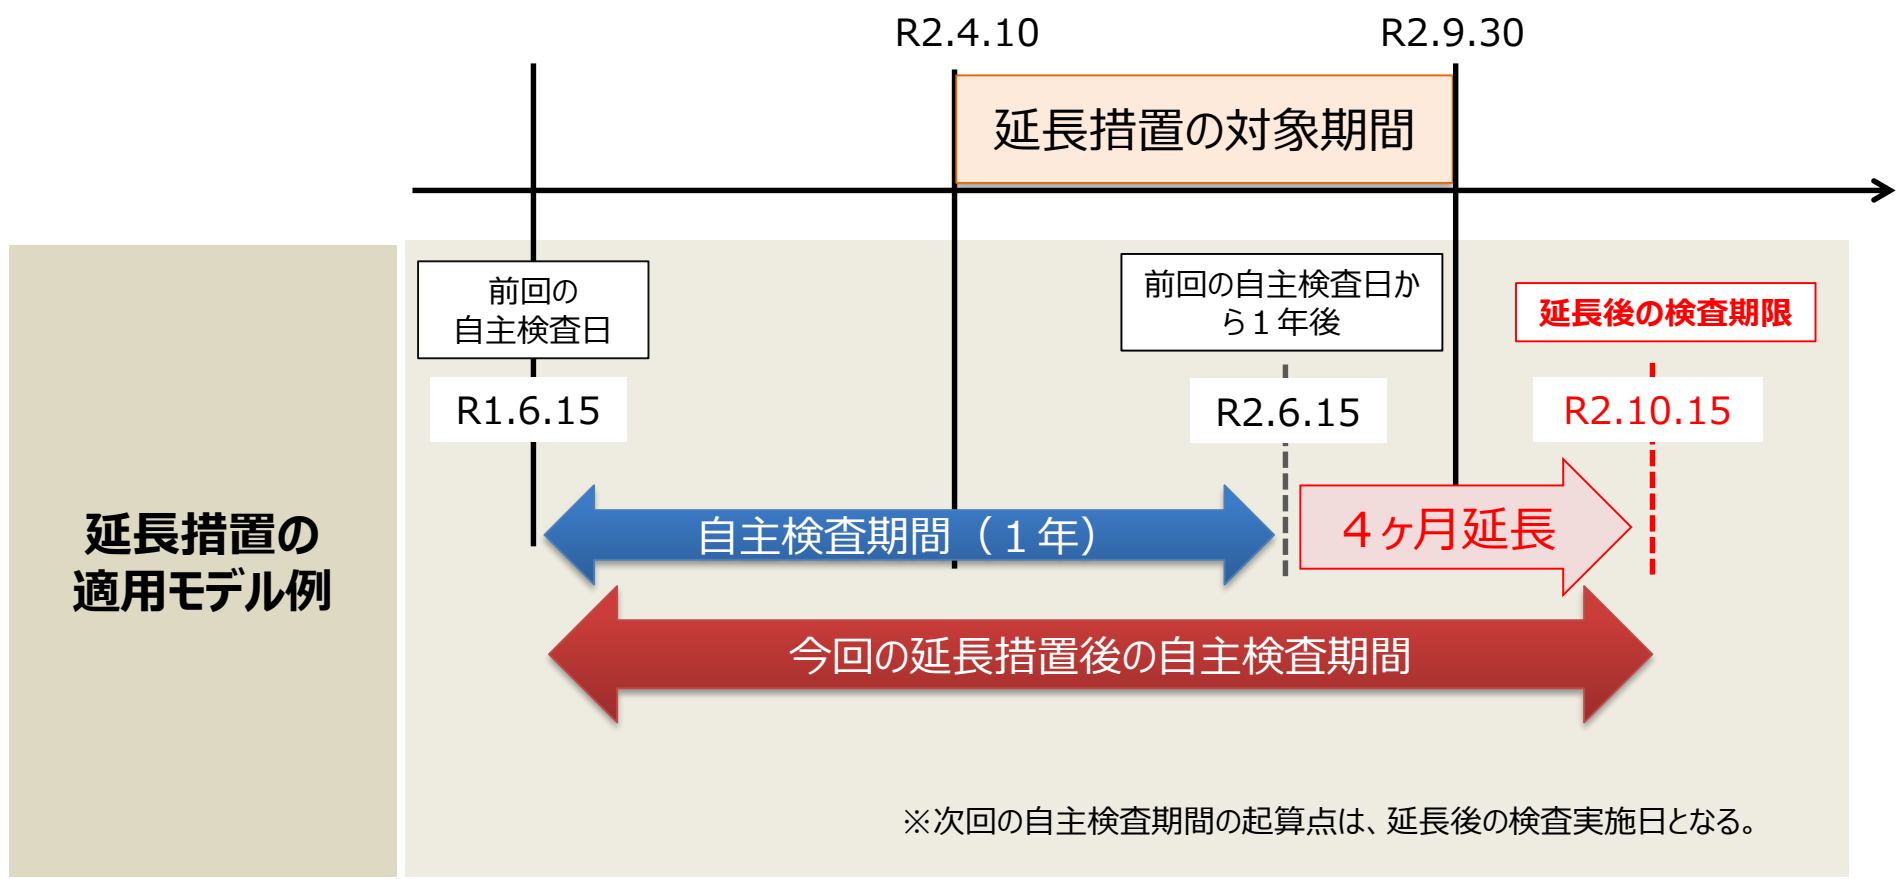 R2.4.10
R2.9.30
延長措置の対象期間
延長措置の
適用モデル例
前回の
自主検査日
R1.6.15
前回の自主検査日か
ら１年後
R2.6.15
延長後の検査期限
R2.10.15
自主検査期間（１年）
４ヶ月延長
今回の延長措置後の自主検査期間
※次回の自主検査期間の起算点は、延長後の検査実施日となる。